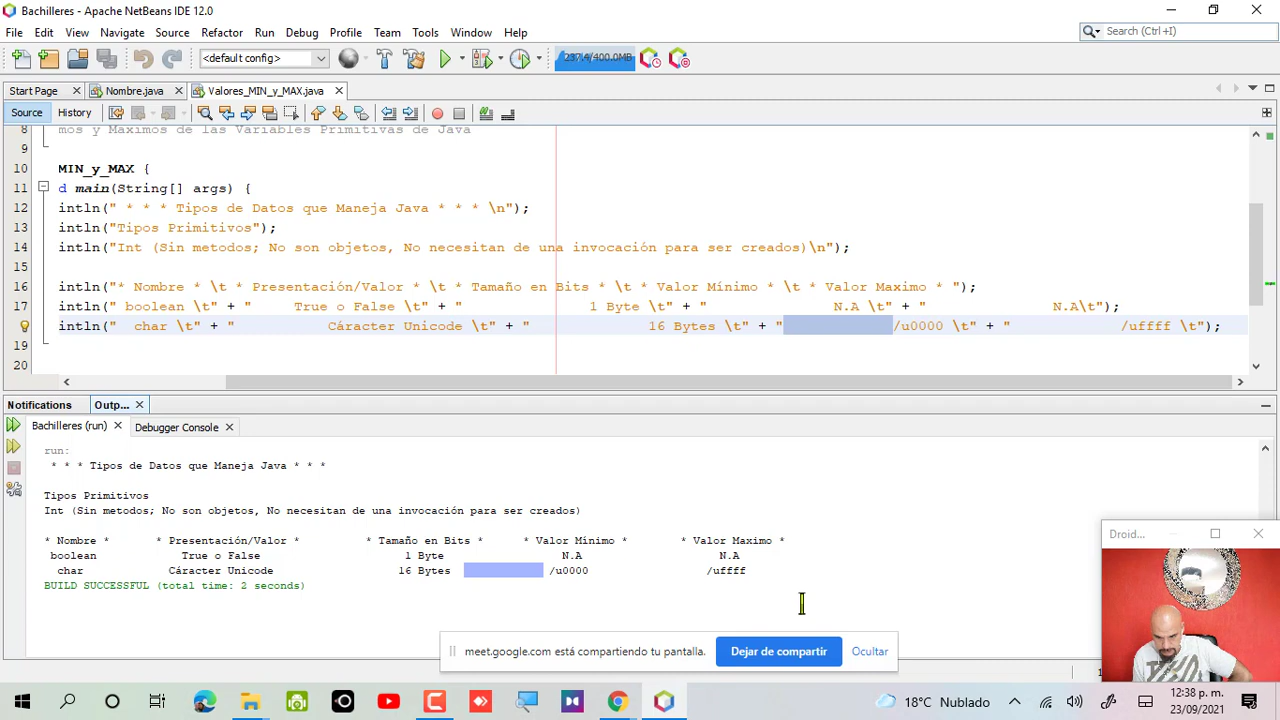 Bachilleres - Apache NetBeans IDE 12.0
File Edit View Navigate Source Refactor Run Debug Profile Team Tools Window Help
Search (Ctrl+I)
<default config>
/400.0MB
Start Page Nombre.java Valores_MIN_y_MAX.java
Source History
8 mos y Maximos de las Variables Primitivas de Java
9
10 MIN_y_MAX {
11 d main(String[] args) {
12 intln(" * * * Tipos de Datos que Maneja Java * * * \n");
13 intln("Tipos Primitivos");
14 intln("Int (Sin metodos; No son objetos, No necesitan de una invocación para ser creados)\n");
15
16 intln("* Nombre * \t * Presentación/Valor * \t * Tamaño en Bits * \t * Valor Mínimo * \t * Valor Maximo * ");
17 intln(" boolean \t" + " True o False \t" + " 1 Byte \t" + " N.A \t" + " N.A\t");
intln(" char \t" + " Cáracter Unicode \t" + " 16 Bytes \t" + " /u0000 \t" + " /uffff \t");
19
20
Notifications Outp...
Bachilleres (run) Debugger Console
run:
* * * Tipos de Datos que Maneja Java * * *
Tipos Primitivos
Int (Sin metodos; No son objetos, No necesitan de una invocación para ser creados)
* Nombre * * Presentación/Valor * * Tamaño en Bits * * Valor Mínimo * * Valor Maximo *
boolean True o False 1 Byte N.A N.A
char Cáracter Unicode 16 Bytes /u0000 /uffff
BUILD SUCCESSFUL (total time: 2 seconds)
Droid...
meet.google.com está compartiendo tu pantalla. Dejar de compartir Ocultar
18°C Nublado
12:38 p. m.
23/09/2021